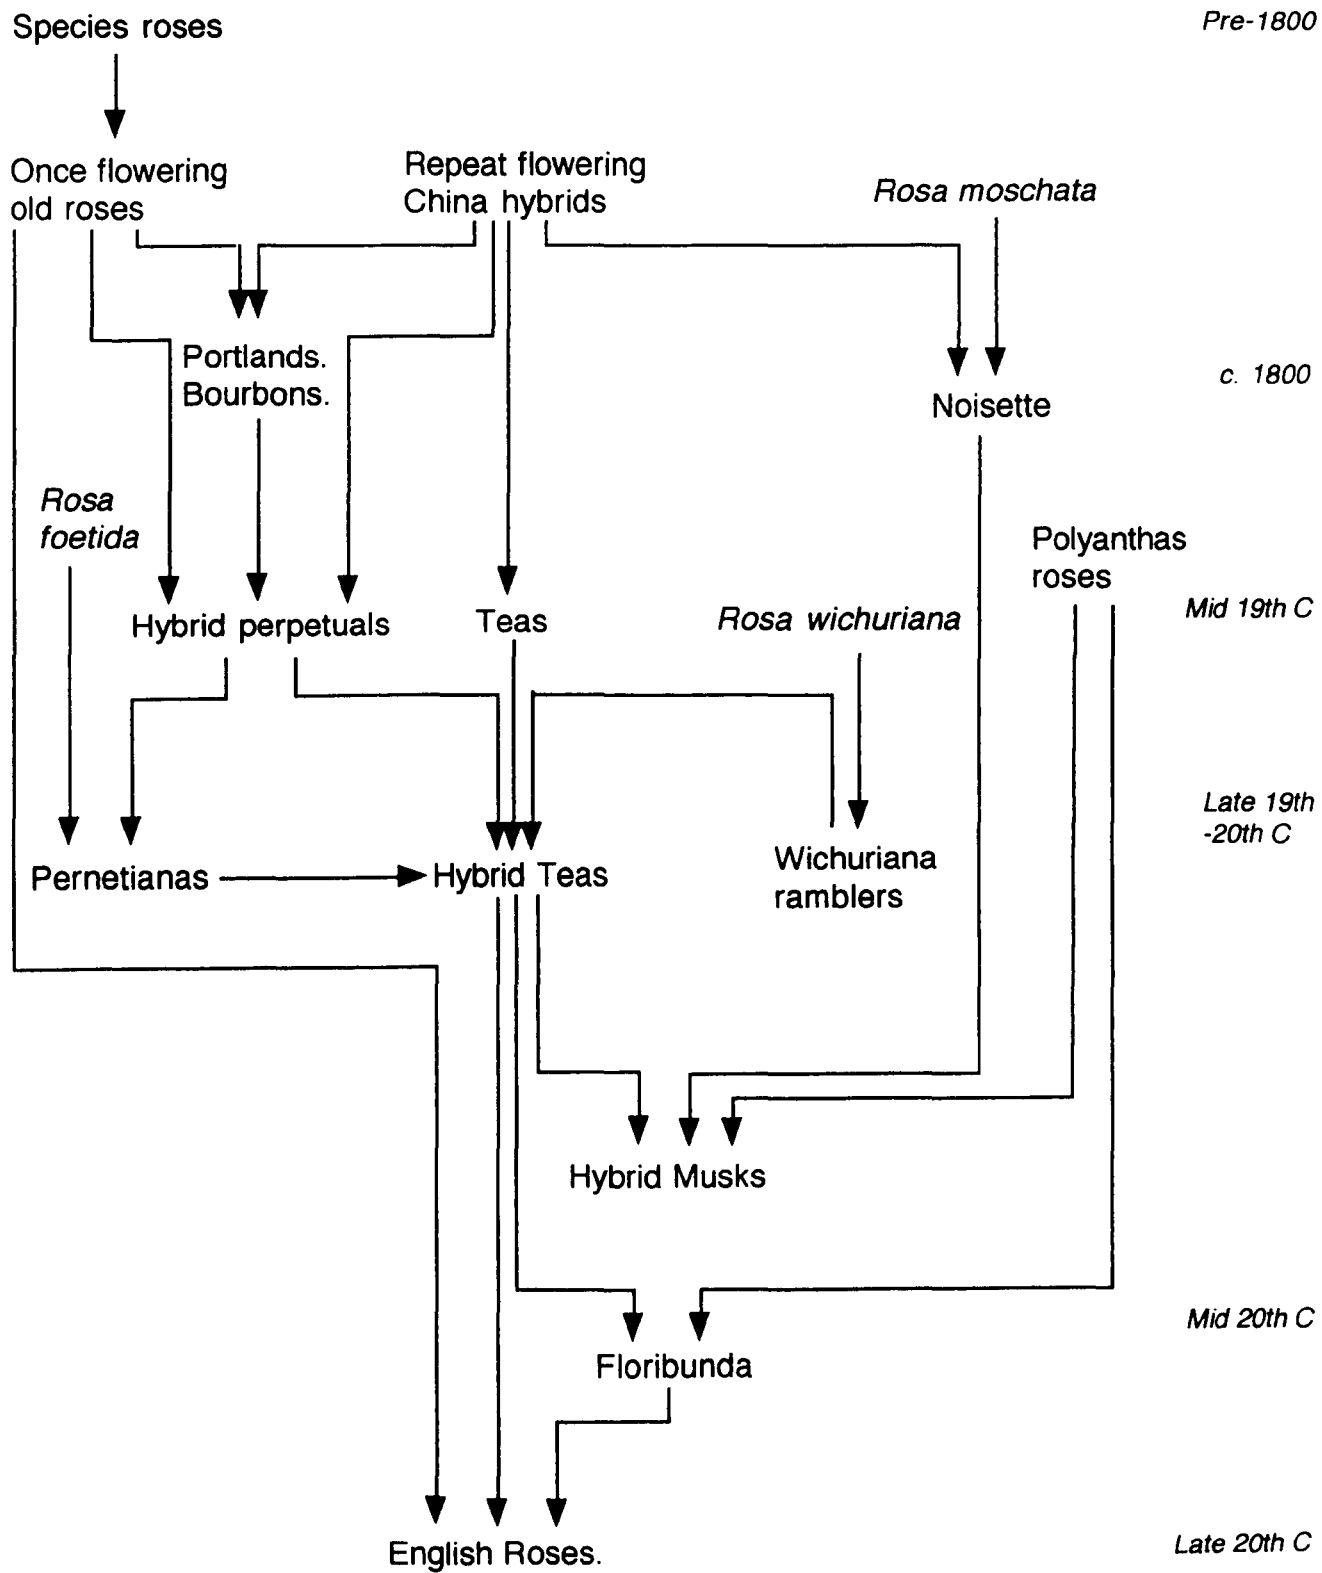 Species roses
Pre-1800
Once flowering
old roses
Repeat flowering
China hybrids
Rosa moschata
Portlands.
Bourbons.
c. 1800
Noisette
Rosa
foetida
Polyanthas
roses
Hybrid perpetuals
Teas
Rosa wichuriana
Mid 19th C
Late 19th
-20th C
Pernetianas
Hybrid Teas
Wichuriana
ramblers
Hybrid Musks
Mid 20th C
Floribunda
English Roses.
Late 20th C